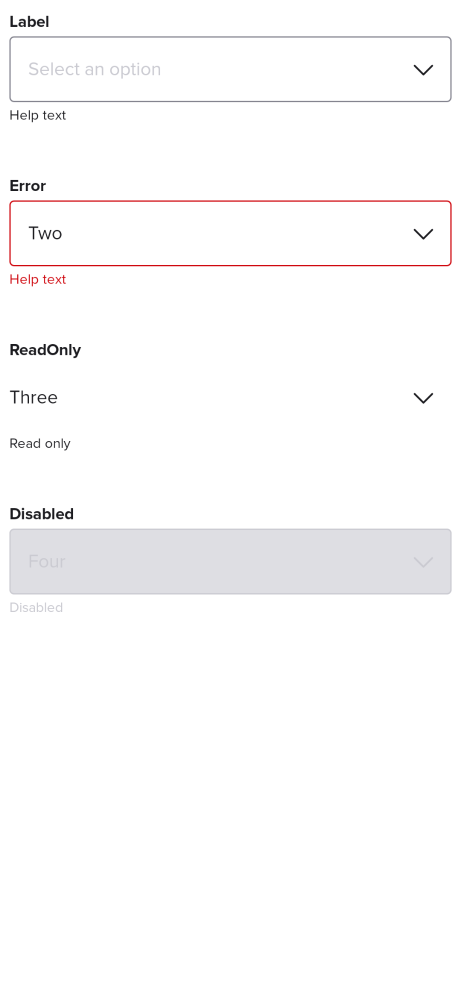 Label
Select an option
Help text
Error
Two
Help text
ReadOnly
Three
Read only
Disabled
Four
Disabled